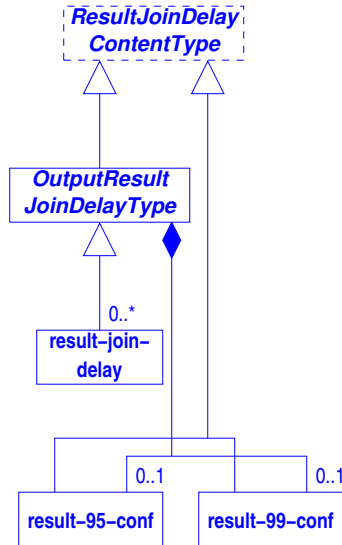 ResultJoinDelay
ContentType
OutputResult
JoinDelayType
0..*
result-join-
delay
0..1
0..1
result-95-conf
result-99-conf